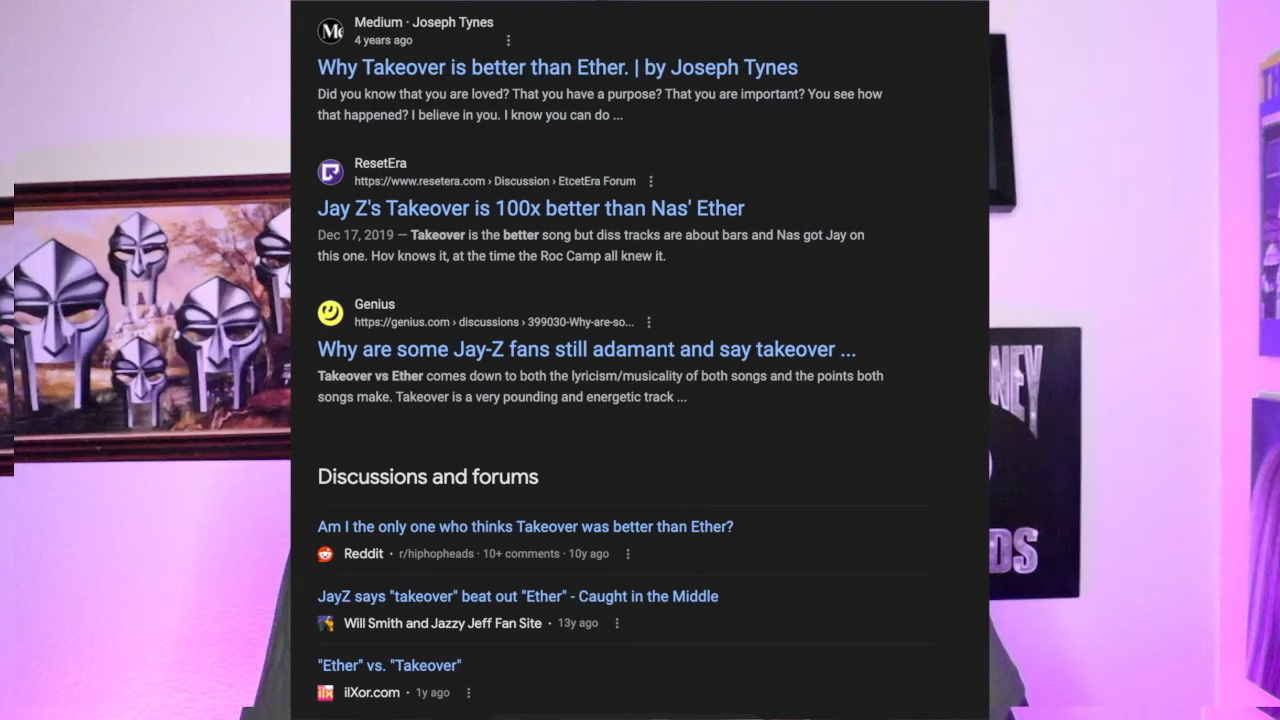 Medium · Joseph Tynes
4 years ago
Why Takeover is better than Ether. | by Joseph Tynes
Did you know that you are loved? That you have a purpose? That you are important? You see how
that happened? I believe in you. I know you can do ...
ResetEra
https://www.resetera.com › Discussion › EtcetEra Forum
Jay Z's Takeover is 100x better than Nas' Ether
Dec 17, 2019 — Takeover is the better song but diss tracks are about bars and Nas got Jay on
this one. Hov knows it, at the time the Roc Camp all knew it.
Genius
https://genius.com › discussions › 399030-Why-are-so...
Why are some Jay-Z fans still adamant and say takeover ...
Takeover vs Ether comes down to both the lyricism/musicality of both songs and the points both
songs make. Takeover is a very pounding and energetic track ...
Discussions and forums
Am I the only one who thinks Takeover was better than Ether?
Reddit · r/hiphopheads · 10+ comments · 10y ago
JayZ says "takeover" beat out "Ether" - Caught in the Middle
Will Smith and Jazzy Jeff Fan Site · 13y ago
"Ether" vs. "Takeover"
ilx
ilXor.com · 1y ago